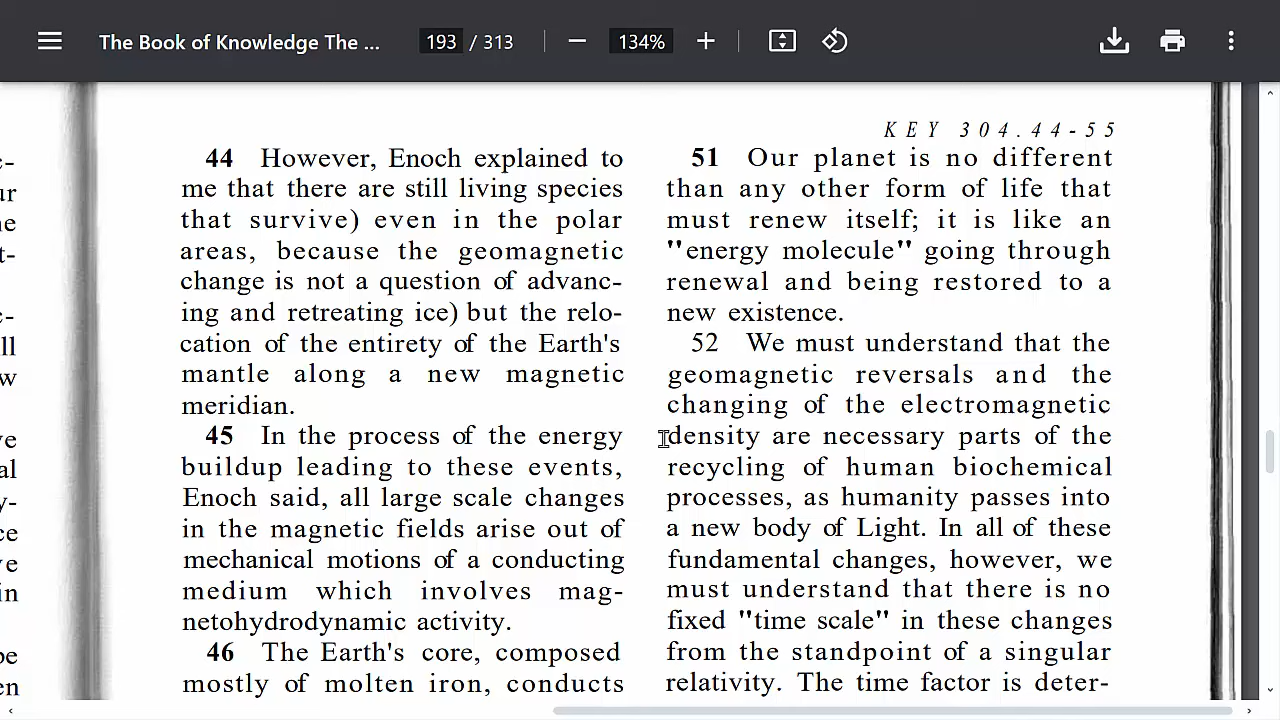 The Book of Knowledge The ...
193 / 313
134%
KEY 304.44-55
44 However, Enoch explained to
me that there are still living species
that survive) even in the polar
areas, because the geomagnetic
change is not a question of advanc-
ing and retreating ice) but the relo-
cation of the entirety of the Earth's
mantle along a new magnetic
meridian.
45 In the process of the energy
buildup leading to these events,
Enoch said, all large scale changes
in the magnetic fields arise out of
mechanical motions of a conducting
medium which involves mag-
netohydrodynamic activity.
46 The Earth's core, composed
mostly of molten iron, conducts
51 Our planet is no different
than any other form of life that
must renew itself; it is like an
"energy molecule" going through
renewal and being restored to a
new existence.
52 We must understand that the
geomagnetic reversals and the
changing of the electromagnetic
density are necessary parts of the
recycling of human biochemical
processes, as humanity passes into
a new body of Light. In all of these
fundamental changes, however, we
must understand that there is no
fixed "time scale" in these changes
from the standpoint of a singular
relativity. The time factor is deter-